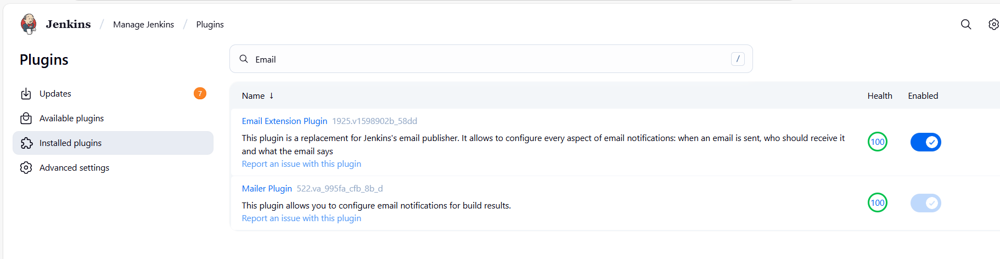 Jenkins / Manage Jenkins / Plugins
Plugins
Email /
Updates 7
Available plugins
Installed plugins
Advanced settings
Name ↓ Health Enabled
Email Extension Plugin 1925.v1598902b_58dd
This plugin is a replacement for Jenkins's email publisher. It allows to configure every aspect of email notifications: when an email is sent, who should receive it
and what the email says
Report an issue with this plugin
100
Mailer Plugin 522.va_995fa_cfb_8b_d
This plugin allows you to configure email notifications for build results.
Report an issue with this plugin
100